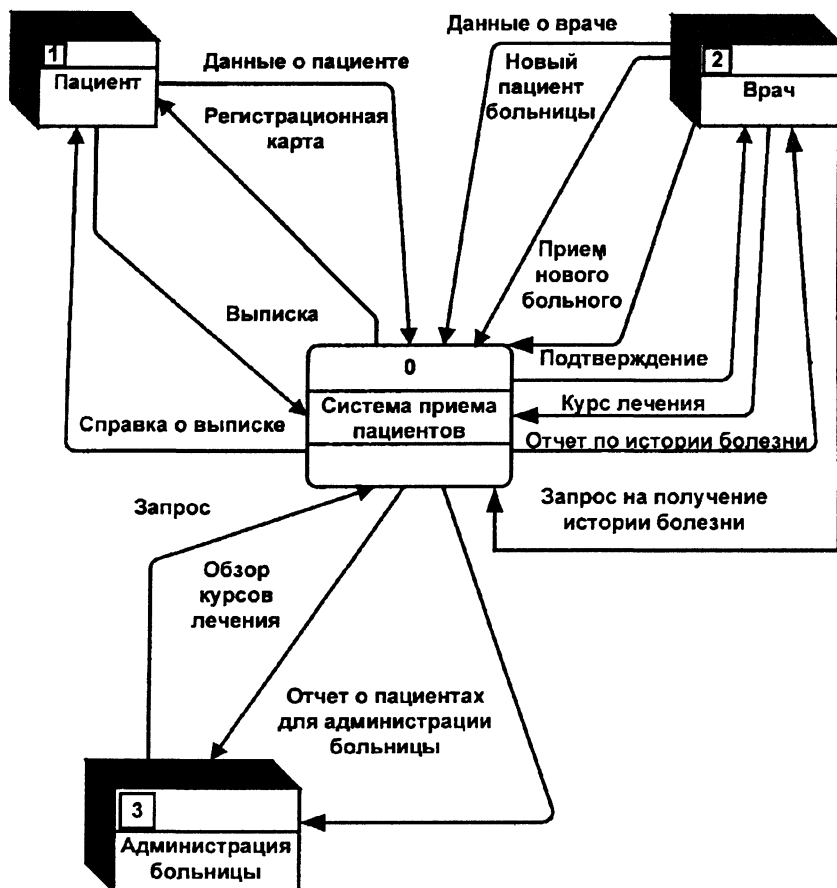 1
Пациент
Данные о пациенте
Регистрационная
карта
Данные о враче
Новый
пациент
больницы
2
Врач
Прием
нового
больного
Выписка
0
Система приема
пациентов
Подтверждение
Курс лечения
Справка о выписке
Отчет по истории болезни
Запрос
Запрос на получение
истории болезни
Обзор
курсов
лечения
Отчет о пациентах
для администрации
больницы
3
Администрация
больницы